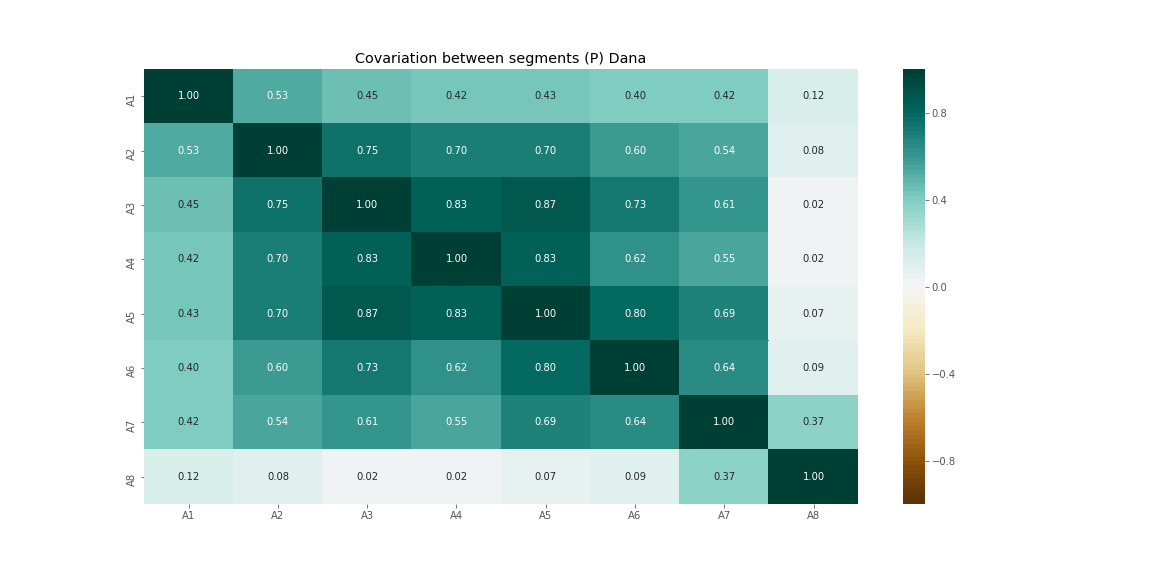 Covariation between segments (P) Dana
A1 1.00 0.53 0.45 0.42 0.43 0.40 0.42 0.12
A2 0.53 1.00 0.75 0.70 0.70 0.60 0.54 0.08
A3 0.45 0.75 1.00 0.83 0.87 0.73 0.61 0.02
A4 0.42 0.70 0.83 1.00 0.83 0.62 0.55 0.02
A5 0.43 0.70 0.87 0.83 1.00 0.80 0.69 0.07
A6 0.40 0.60 0.73 0.62 0.80 1.00 0.64 0.09
A7 0.42 0.54 0.61 0.55 0.69 0.64 1.00 0.37
A8 0.12 0.08 0.02 0.02 0.07 0.09 0.37 1.00
A1 A2 A3 A4 A5 A6 A7 A8
0.8
0.4
0.0
−0.4
−0.8